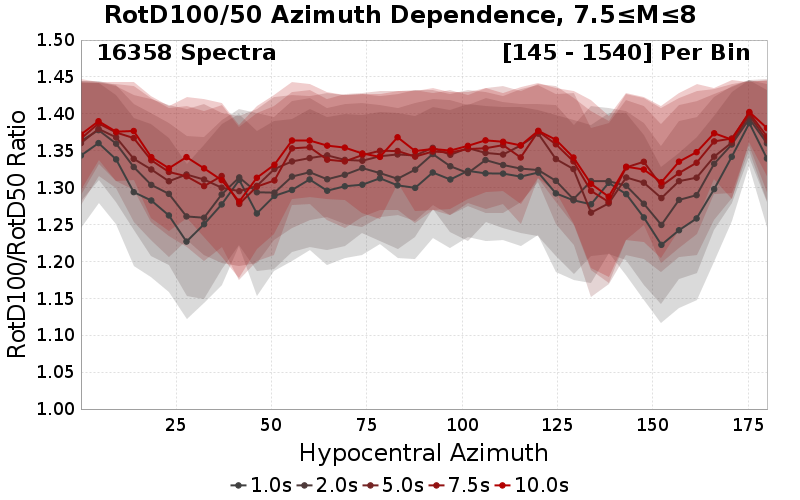 RotD100/50 Azimuth Dependence, 7.5≤M≤8
16358 Spectra [145 - 1540] Per Bin
RotD100/RotD50 Ratio
1.50
1.45
1.40
1.35
1.30
1.25
1.20
1.15
1.10
1.05
1.00
25 50 75 100 125 150 175
Hypocentral Azimuth
1.0s 2.0s 5.0s 7.5s 10.0s